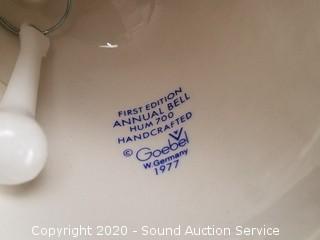 FIRST EDITION
ANNUAL BELL
HUM 700
HANDCRAFTED
© Goebel
W. Germany
1977
Copyright 2020 - Sound Auction Service